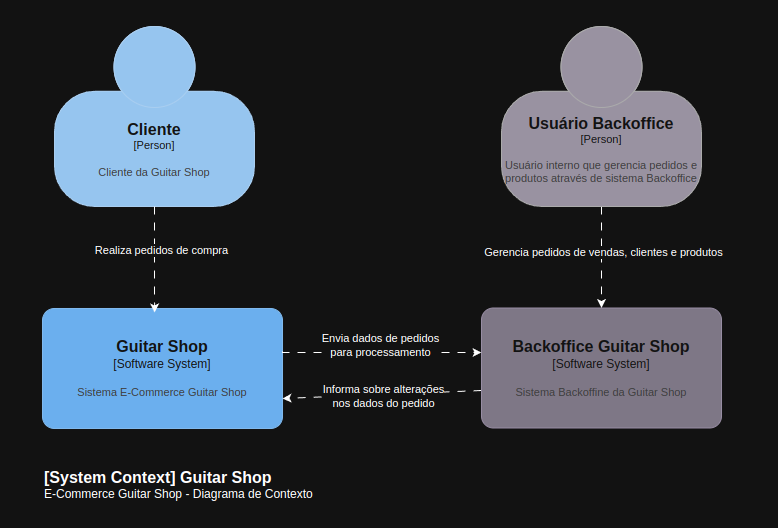 Cliente
[Person]
Cliente da Guitar Shop
Usuário Backoffice
[Person]
Usuário interno que gerencia pedidos e
produtos através de sistema Backoffice
Realiza pedidos de compra
Gerencia pedidos de vendas, clientes e produtos
Guitar Shop
[Software System]
Sistema E-Commerce Guitar Shop
Envia dados de pedidos
para processamento
Informa sobre alterações
nos dados do pedido
Backoffice Guitar Shop
[Software System]
Sistema Backoffine da Guitar Shop
[System Context] Guitar Shop
E-Commerce Guitar Shop - Diagrama de Contexto